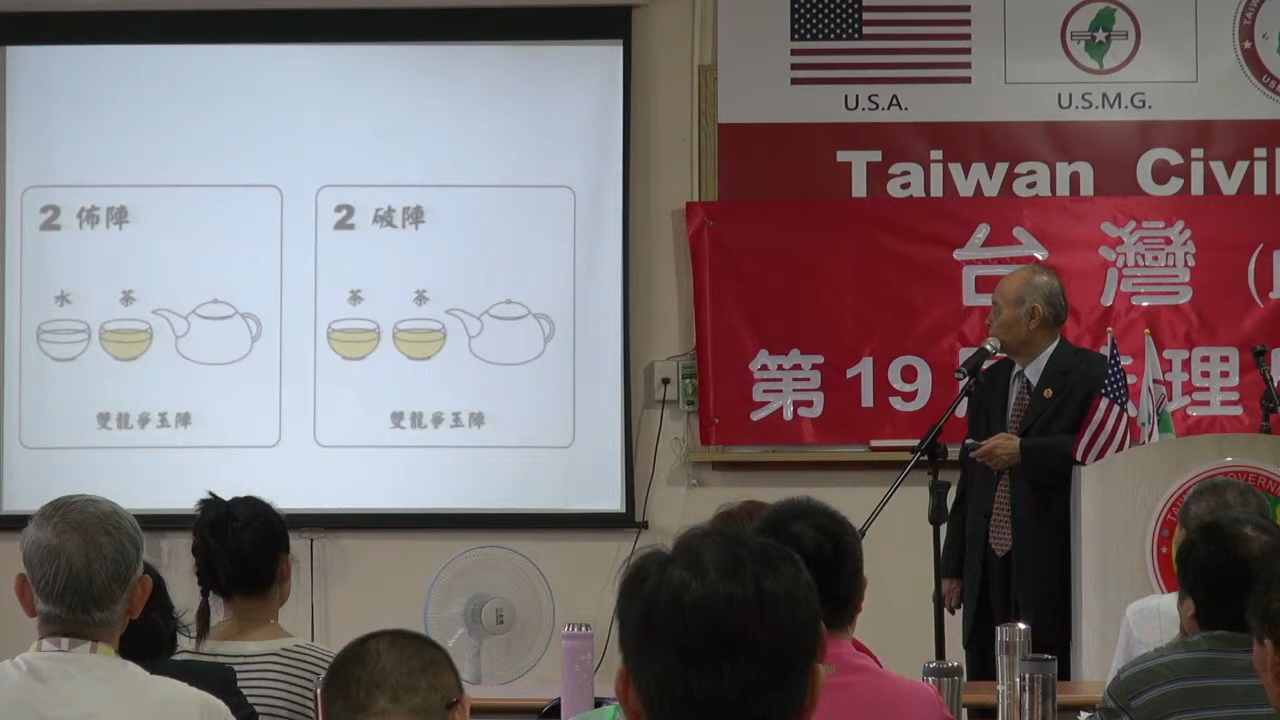 2 佈陣
水 茶
雙龍爭玉陣
2 破陣
茶 茶
雙龍爭玉陣
U.S.A.
U.S.M.G.
Taiwan Civil
台灣
第19
理